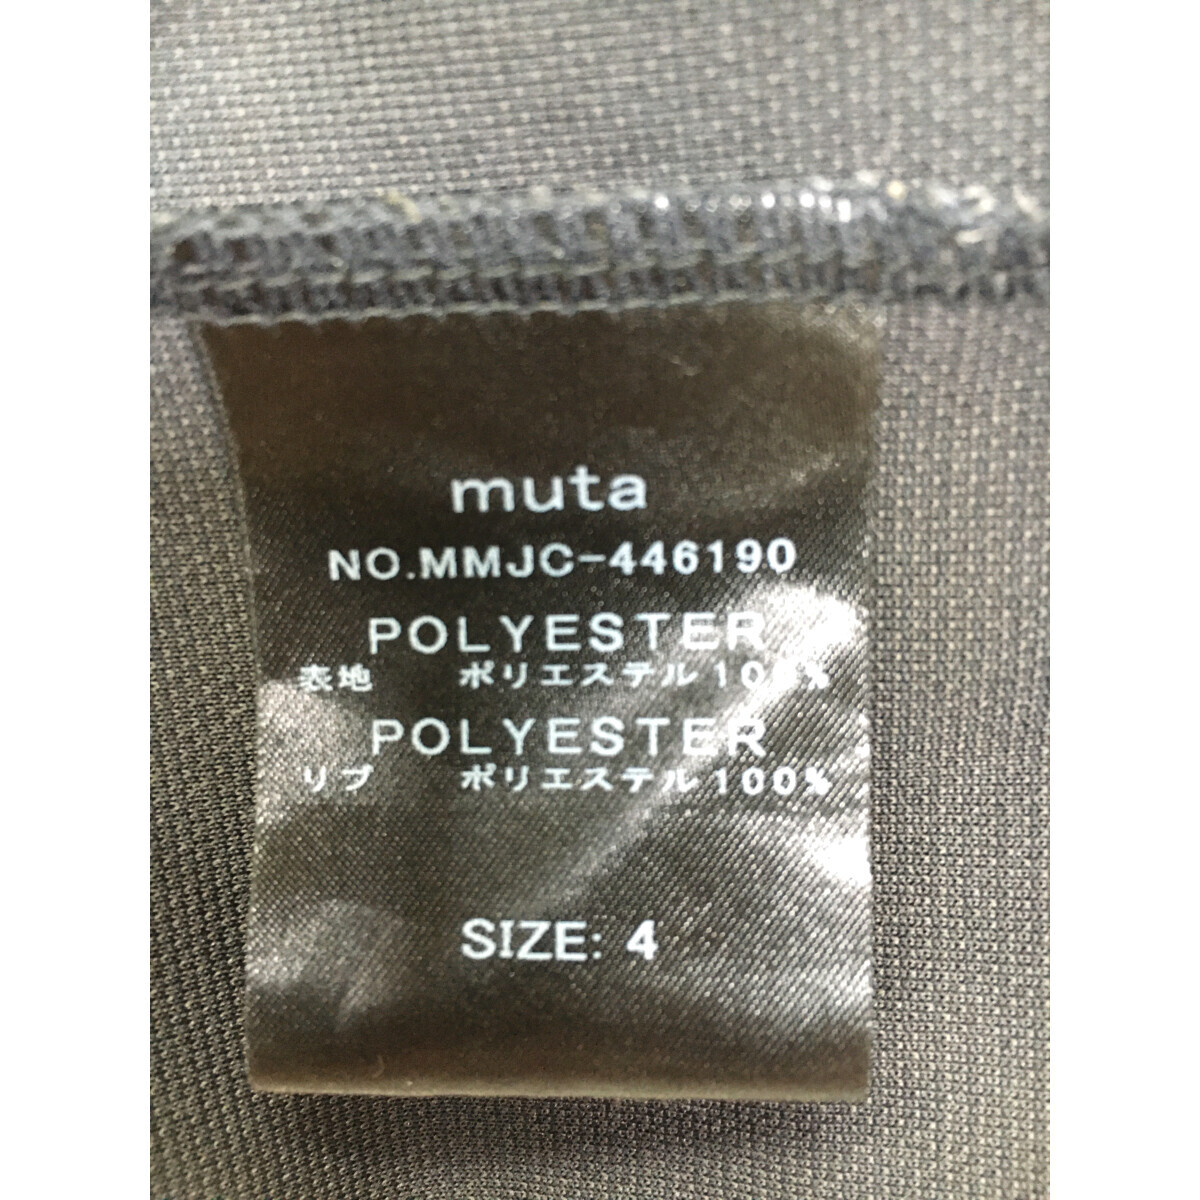 muta
NO.MMJC-446190
POLYESTER
表地 ポリエステル100%
POLYESTER
リブ ポリエステル100%
SIZE: 4